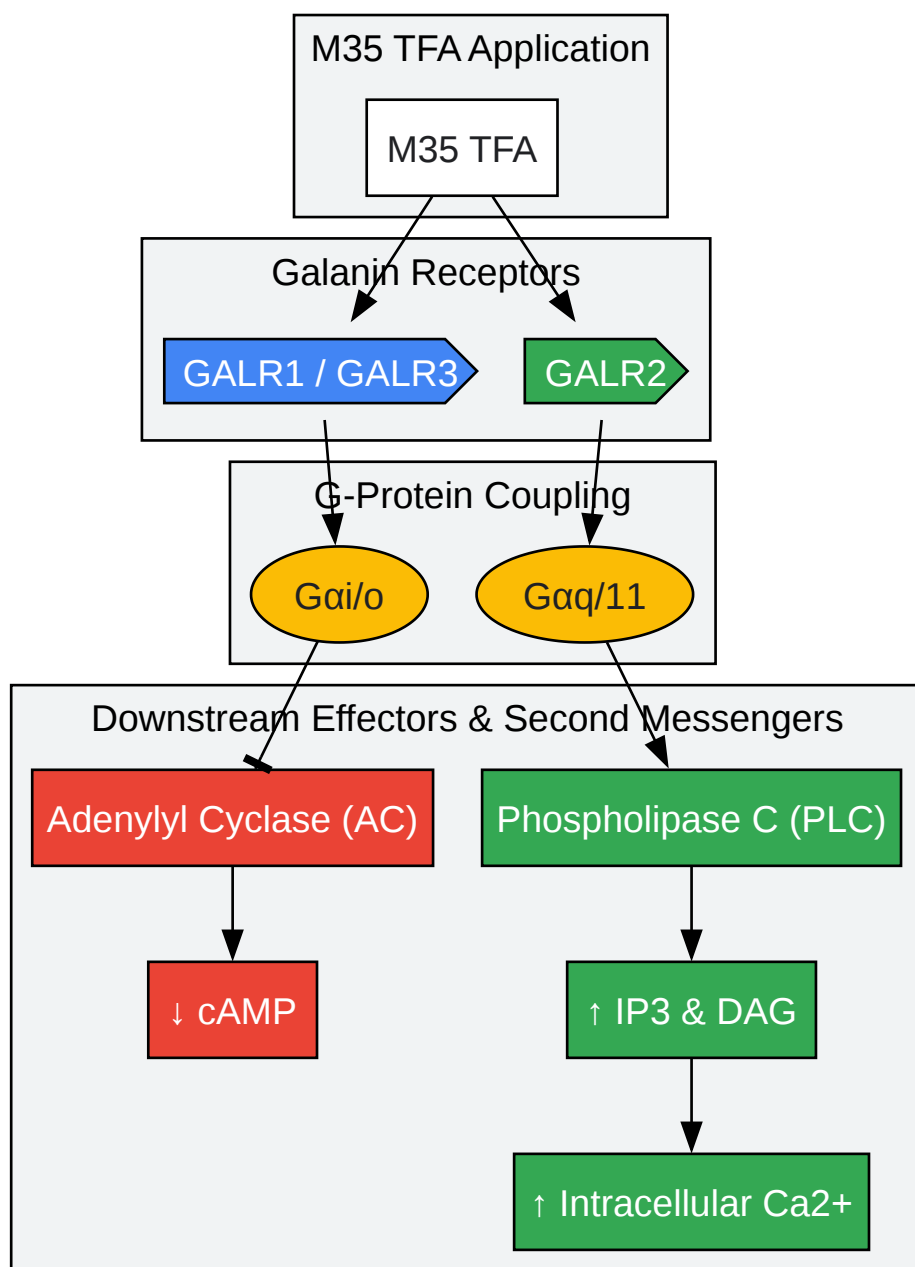 M35 TFA Application
M35 TFA
Galanin Receptors
GALR1 / GALR3
GALR2
G-Protein Coupling
Gαi/o
Gαq/11
Downstream Effectors & Second Messengers
Adenylyl Cyclase (AC)
Phospholipase C (PLC)
↓ cAMP
↑ IP3 & DAG
↑ Intracellular Ca2+